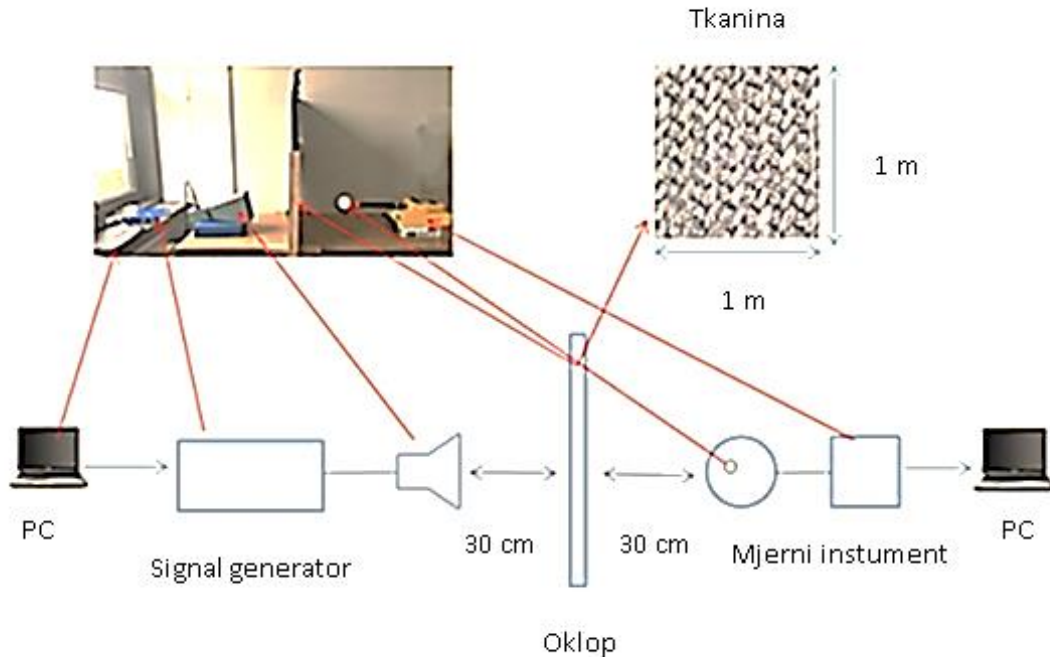 Tkanina
1 m
1 m
30 cm
30 cm
PC
Signal generator
Mjerni instument
PC
Oklop